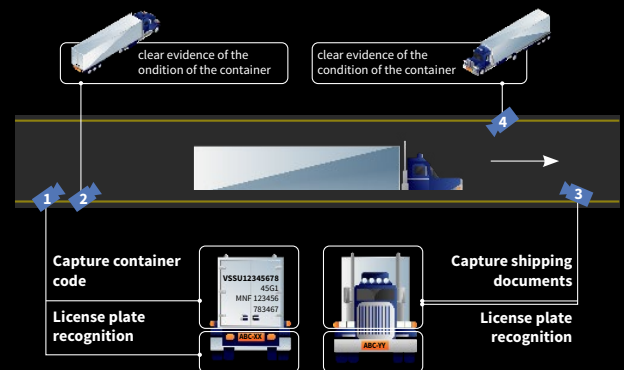 clear evidence of the
ondition of the container
clear evidence of the
condition of the container
4
1
2
3
Capture container
code
VSSU12345678
45G1
MNF 123456
783467
Capture shipping
documents
License plate
recognition
License plate
recognition
ABC-XX
ABC-YY